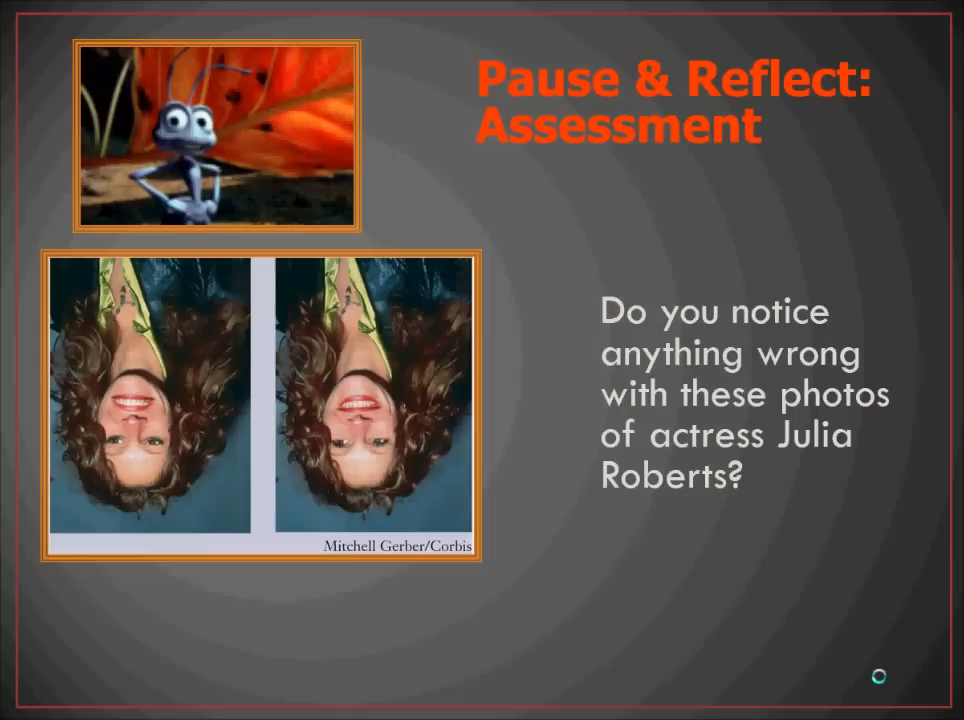 Pause & Reflect:
Assessment
Do you notice
anything wrong
with these photos
of actress Julia
Roberts?
Mitchell Gerber/Corbis